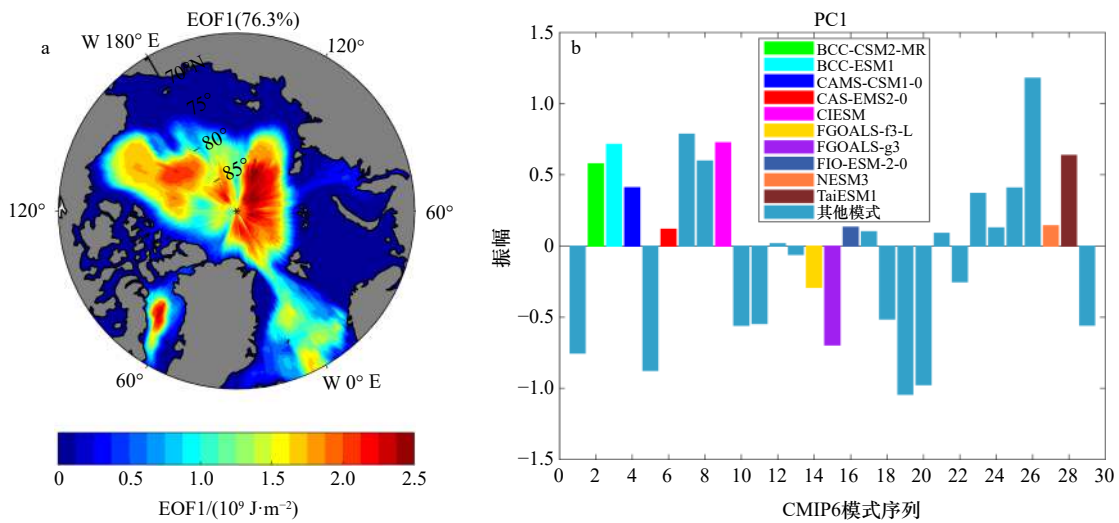 EOF1(76.3%)
a
W 180° E
120°
70°N
75°
80°
85°
120°
60°
60°
W 0° E
0 0.5 1.0 1.5 2.0 2.5
EOF1/(10⁹ J·m⁻²)
PC1
b
BCC-CSM2-MR
BCC-ESM1
CAMS-CSM1-0
CAS-EMS2-0
CIESM
FGOALS-f3-L
FGOALS-g3
FIO-ESM-2-0
NESM3
TaiESM1
其他模式
振幅
1.5
1.0
0.5
0
−0.5
−1.0
−1.5
0 2 4 6 8 10 12 14 16 18 20 22 24 26 28 30
CMIP6模式序列